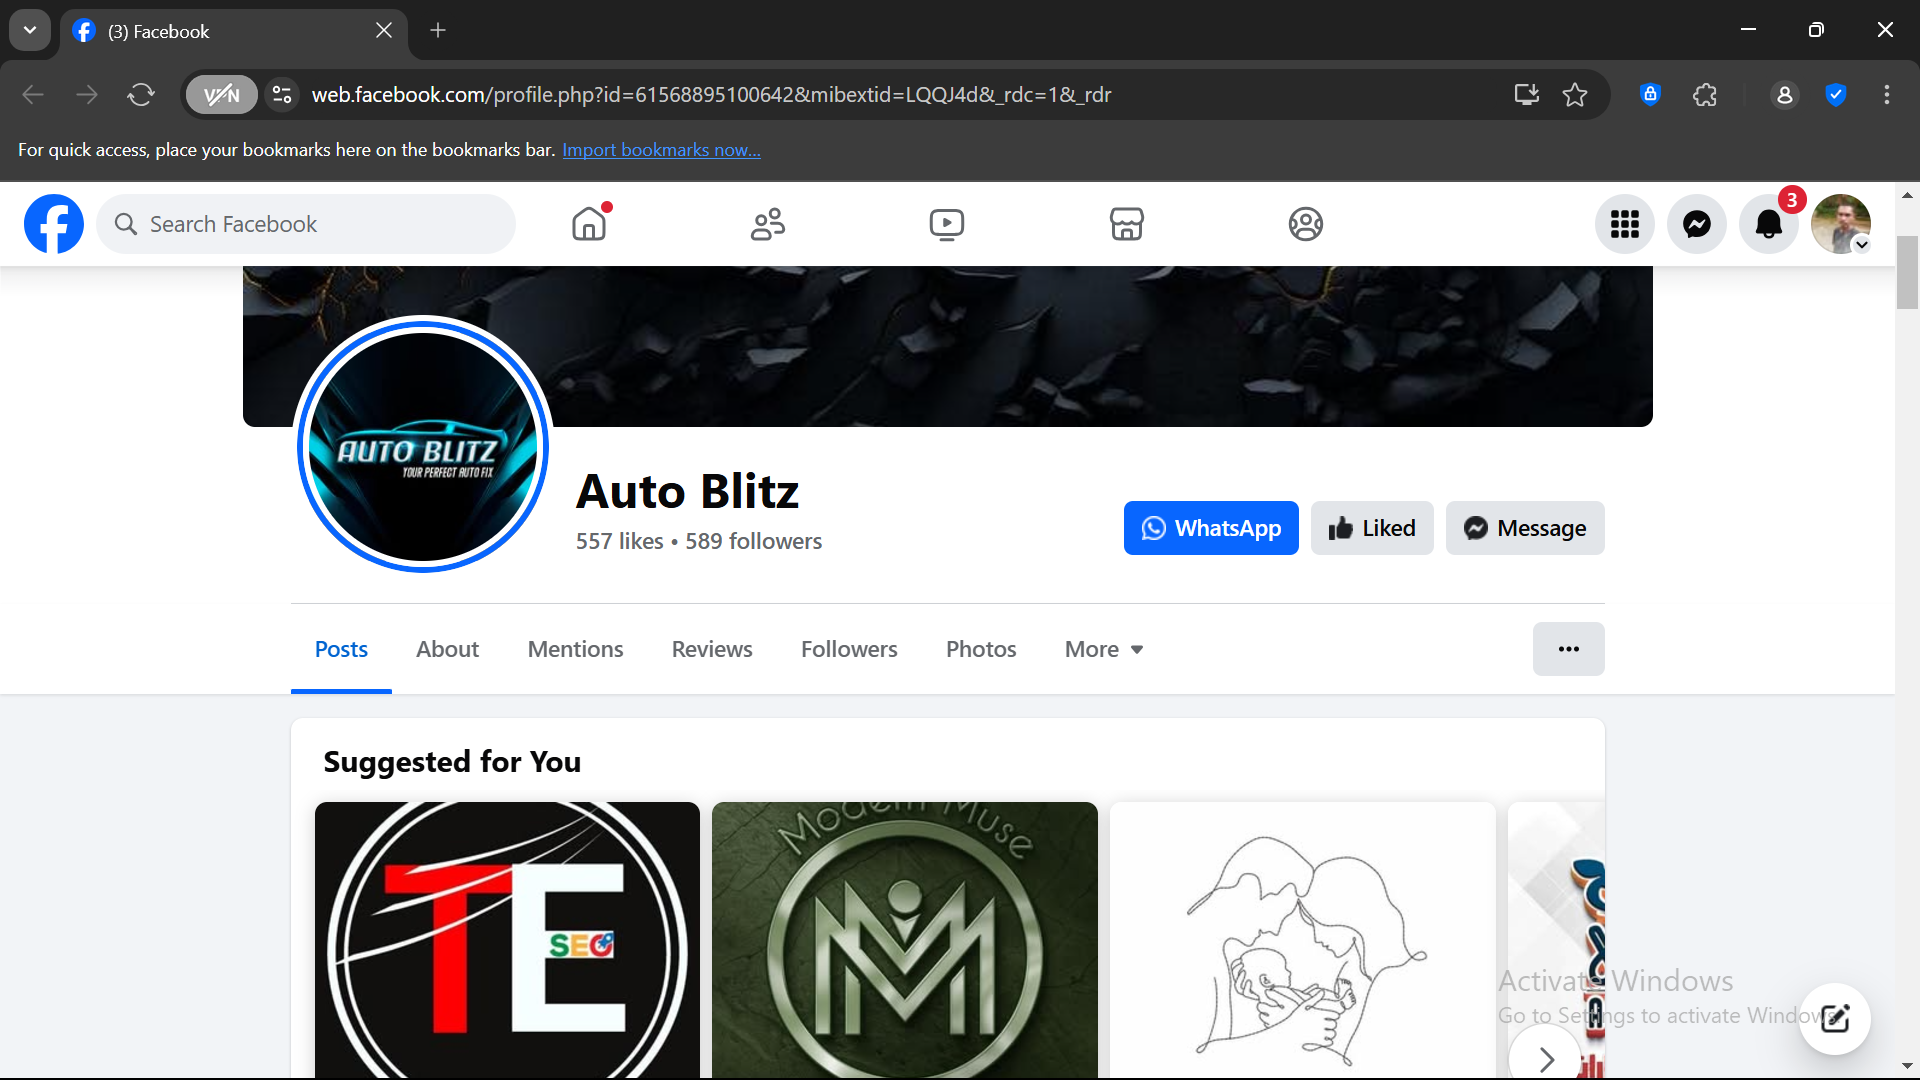 (3) Facebook
VPN
web.facebook.com/profile.php?id=61568895100642&mibextid=LQQJ4d&_rdc=1&_rdr
For quick access, place your bookmarks here on the bookmarks bar. Import bookmarks now...
Search Facebook
3
AUTO BLITZ
YOUR PERFECT AUTO FIX
Auto Blitz
557 likes • 589 followers
WhatsApp
Liked
Message
Posts
About
Mentions
Reviews
Followers
Photos
More
Suggested for You
TE
SEO
Modern Muse
Activate Windows
Go to Settings to activate Windows.